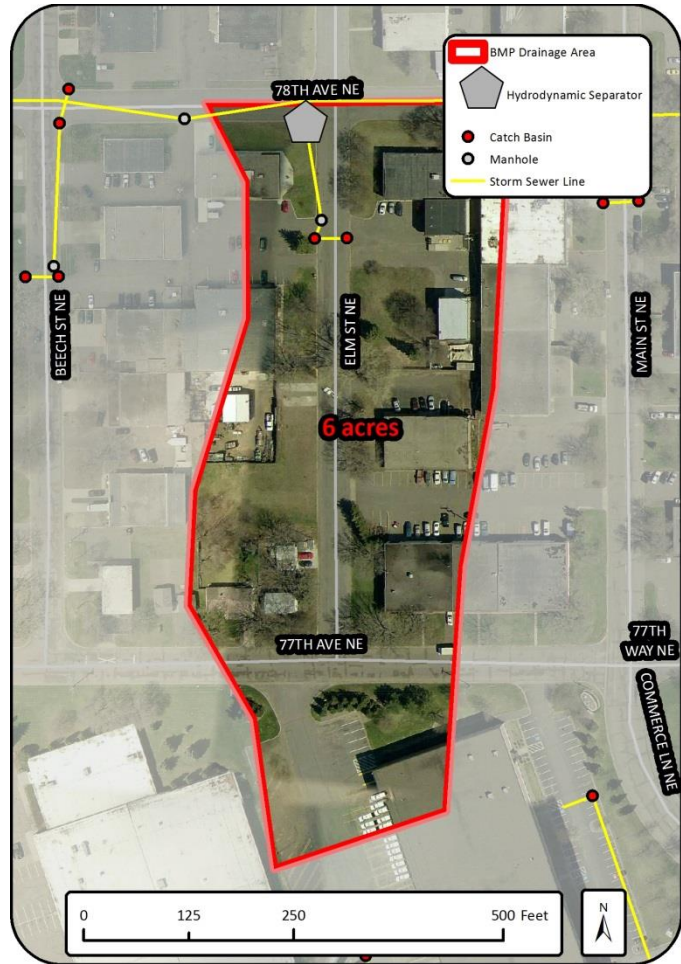 BMP Drainage Area
Hydrodynamic Separator
Catch Basin
Manhole
Storm Sewer Line
78TH AVE NE
BEECH ST NE
ELM ST NE
MAIN ST NE
6 acres
77TH AVE NE
77TH
WAY NE
COMMERCE LN NE
0 125 250 500 Feet
N